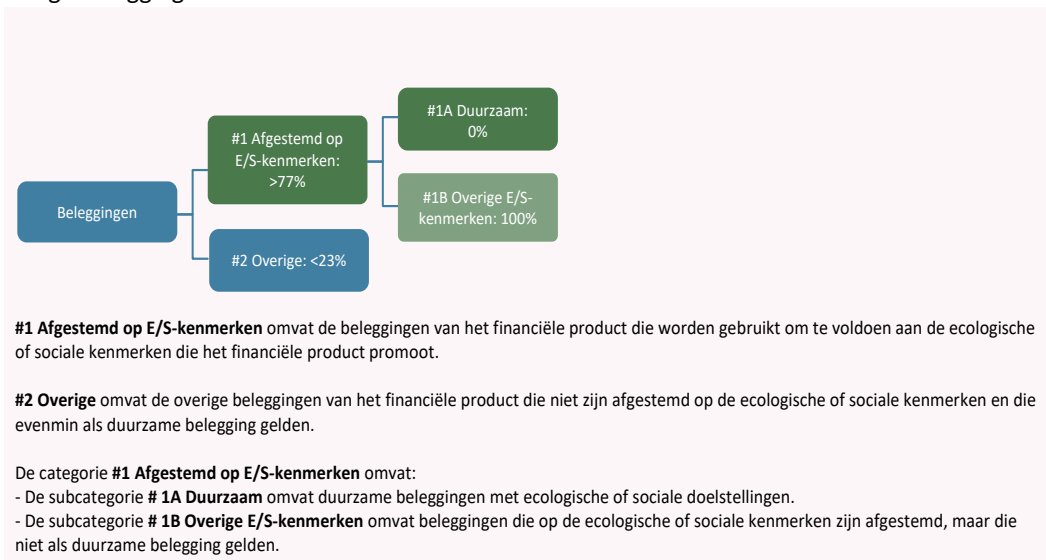 #1A Duurzaam:
0%
#1 Afgestemd op
E/S-kenmerken:
>77%
#1B Overige E/S-
kenmerken: 100%
Beleggingen
#2 Overige: <23%
#1 Afgestemd op E/S-kenmerken omvat de beleggingen van het financiële product die worden gebruikt om te voldoen aan de ecologische
of sociale kenmerken die het financiële product promoot.
#2 Overige omvat de overige beleggingen van het financiële product die niet zijn afgestemd op de ecologische of sociale kenmerken en die
evenmin als duurzame belegging gelden.
De categorie #1 Afgestemd op E/S-kenmerken omvat:
- De subcategorie # 1A Duurzaam omvat duurzame beleggingen met ecologische of sociale doelstellingen.
- De subcategorie # 1B Overige E/S-kenmerken omvat beleggingen die op de ecologische of sociale kenmerken zijn afgestemd, maar die
niet als duurzame belegging gelden.